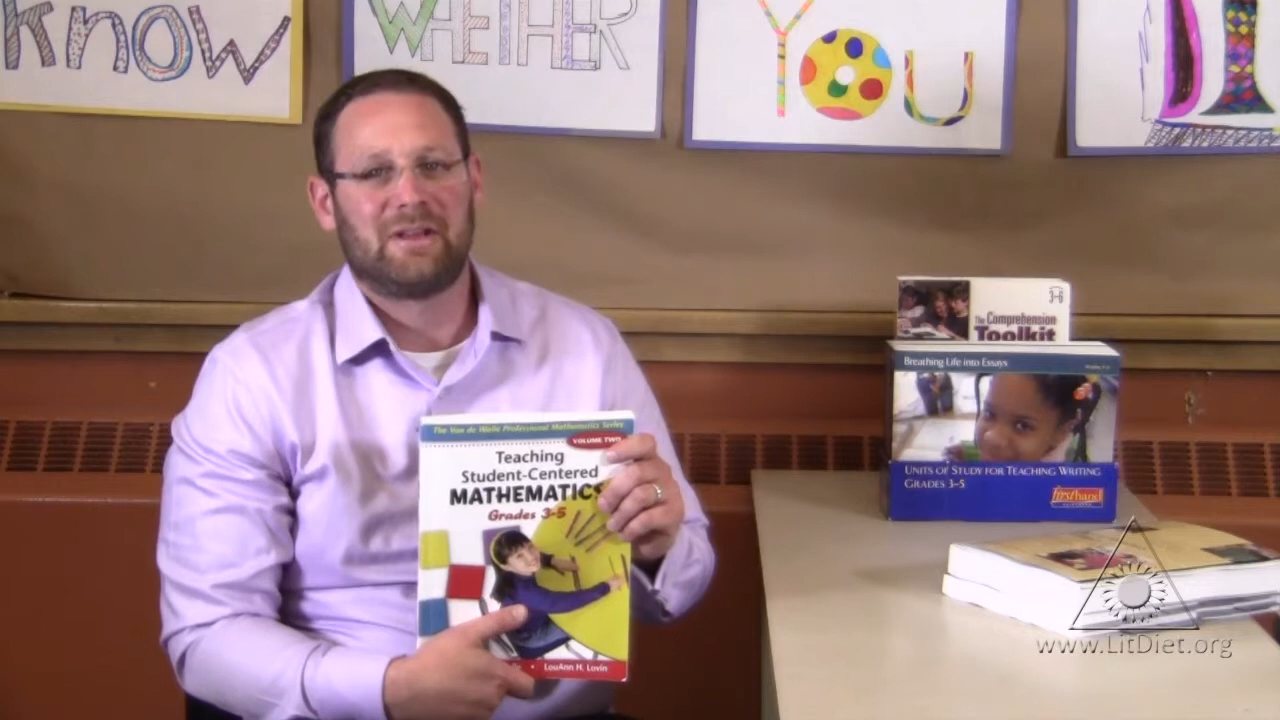 know
WHETHER
You
The Van de Walle Professional Mathematics Series
VOLUME TWO
Teaching
Student-Centered
MATHEMATICS
Grades 3-5
• LouAnn H. Lovin
3-6
The Comprehension
Toolkit
Breathing Life into Essays
UNITS OF STUDY FOR TEACHING WRITING
GRADES 3–5
firsthand
www.LitDiet.org